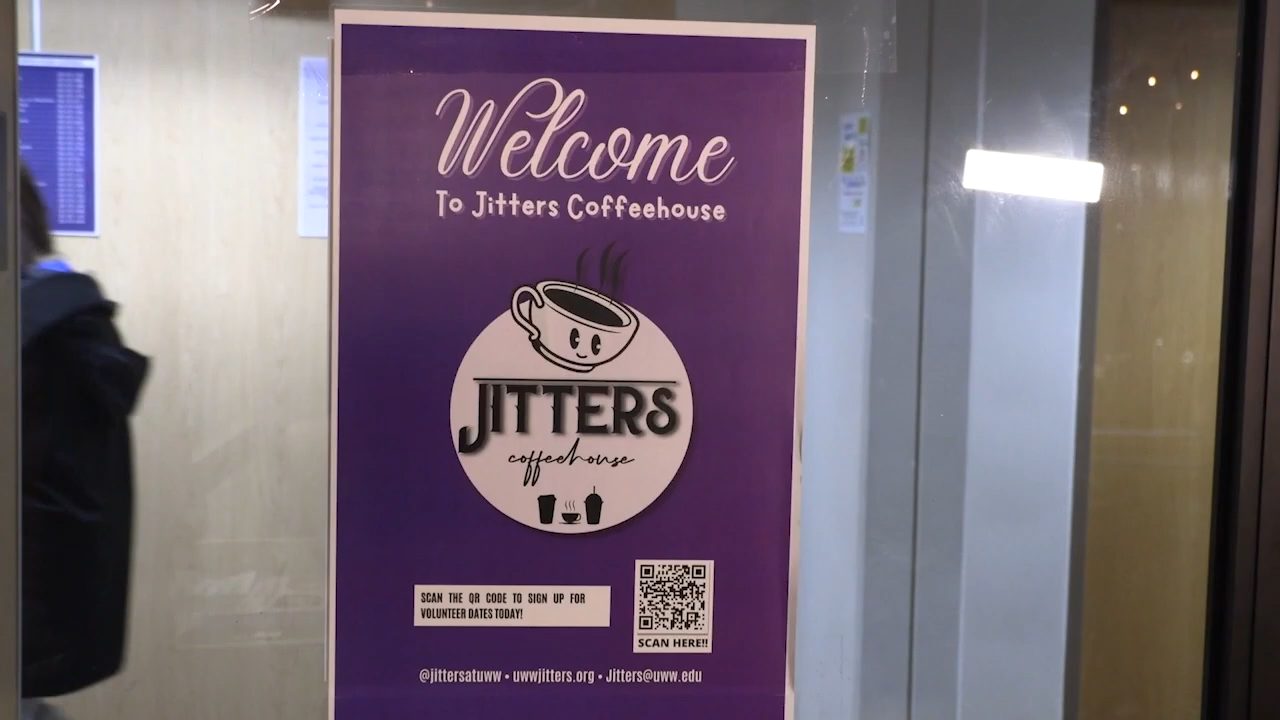 Welcome
To Jitters Coffeehouse
JITTERS
coffeehouse
SCAN THE QR CODE TO SIGN UP FOR
VOLUNTEER DATES TODAY!
SCAN HERE!!
@jittersatuww • uwwjitters.org • Jitters@uww.edu